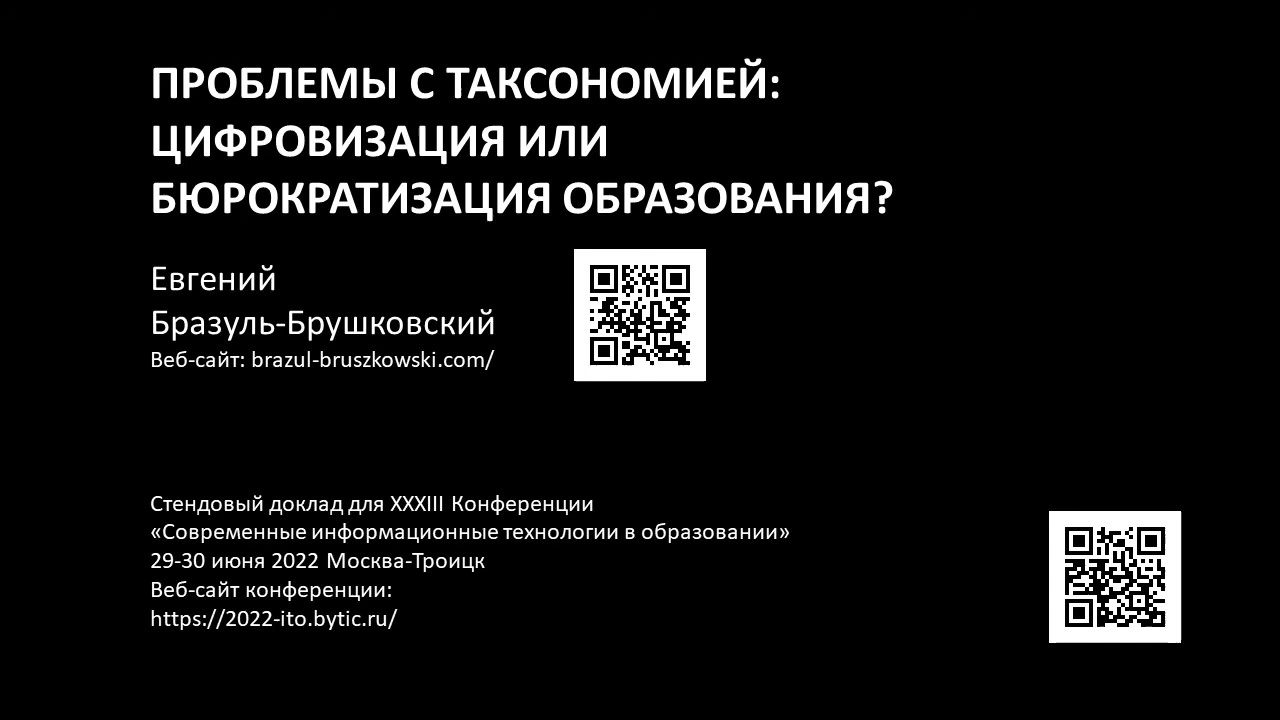 ПРОБЛЕМЫ С ТАКСОНОМИЕЙ:
ЦИФРОВИЗАЦИЯ ИЛИ
БЮРОКРАТИЗАЦИЯ ОБРАЗОВАНИЯ?
Евгений
Бразуль-Брушковский
Веб-сайт: brazul-bruszkowski.com/
Стендовый доклад для XXXIII Конференции
«Современные информационные технологии в образовании»
29-30 июня 2022 Москва-Троицк
Веб-сайт конференции:
https://2022-ito.bytic.ru/